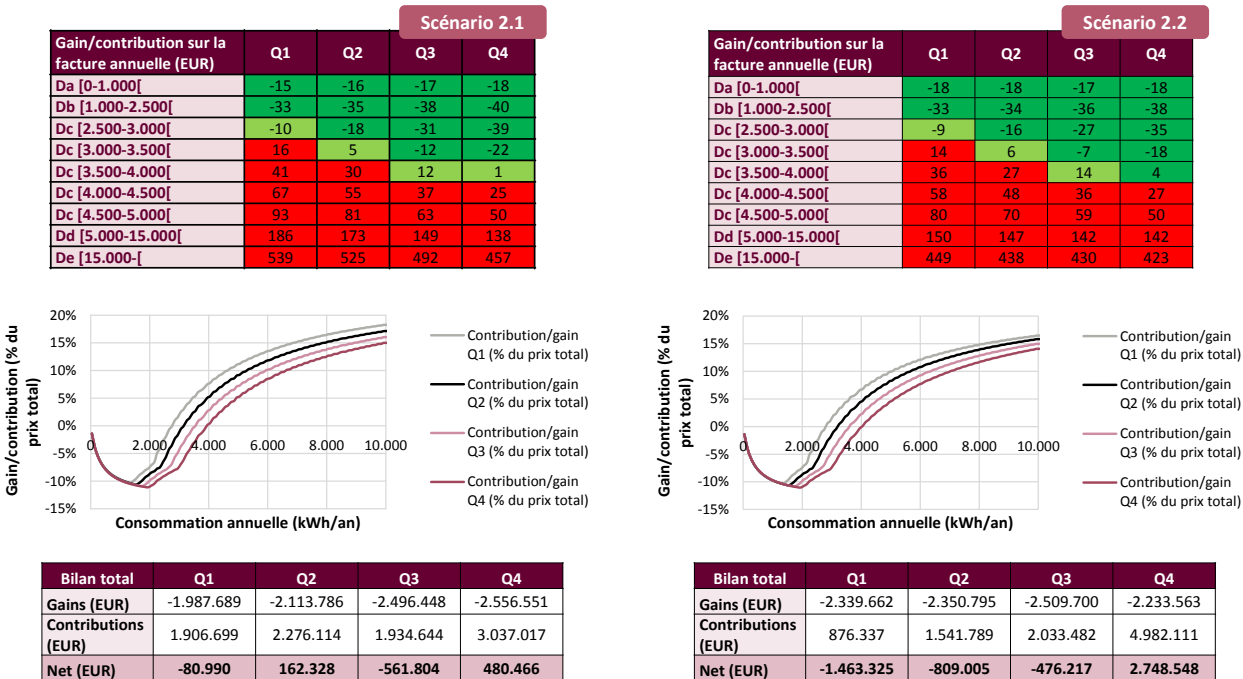 Scénario 2.1
Gain/contribution sur la facture annuelle (EUR) Q1 Q2 Q3 Q4
Da [0-1.000[ -15 -16 -17 -18
Db [1.000-2.500[ -33 -35 -38 -40
Dc [2.500-3.000[ -10 -18 -31 -39
Dc [3.000-3.500[ 16 5 -12 -22
Dc [3.500-4.000[ 41 30 12 1
Dc [4.000-4.500[ 67 55 37 25
Dc [4.500-5.000[ 93 81 63 50
Dd [5.000-15.000[ 186 173 149 138
De [15.000-[ 539 525 492 457
Gain/contribution (% du prix total)
20%
15%
10%
5%
0%
-5%
-10%
-15%
0 2.000 4.000 6.000 8.000 10.000
Consommation annuelle (kWh/an)
Contribution/gain
Q1 (% du prix total)
Contribution/gain
Q2 (% du prix total)
Contribution/gain
Q3 (% du prix total)
Contribution/gain
Q4 (% du prix total)
Bilan total Q1 Q2 Q3 Q4
Gains (EUR) -1.987.689 -2.113.786 -2.496.448 -2.556.551
Contributions (EUR) 1.906.699 2.276.114 1.934.644 3.037.017
Net (EUR) -80.990 162.328 -561.804 480.466
Scénario 2.2
Gain/contribution sur la facture annuelle (EUR) Q1 Q2 Q3 Q4
Da [0-1.000[ -18 -18 -17 -18
Db [1.000-2.500[ -33 -34 -36 -38
Dc [2.500-3.000[ -9 -16 -27 -35
Dc [3.000-3.500[ 14 6 -7 -18
Dc [3.500-4.000[ 36 27 14 4
Dc [4.000-4.500[ 58 48 36 27
Dc [4.500-5.000[ 80 70 59 50
Dd [5.000-15.000[ 150 147 142 142
De [15.000-[ 449 438 430 423
Gain/contribution (% du prix total)
20%
15%
10%
5%
0%
-5%
-10%
-15%
0 2.000 4.000 6.000 8.000 10.000
Consommation annuelle (kWh/an)
Contribution/gain
Q1 (% du prix total)
Contribution/gain
Q2 (% du prix total)
Contribution/gain
Q3 (% du prix total)
Contribution/gain
Q4 (% du prix total)
Bilan total Q1 Q2 Q3 Q4
Gains (EUR) -2.339.662 -2.350.795 -2.509.700 -2.233.563
Contributions (EUR) 876.337 1.541.789 2.033.482 4.982.111
Net (EUR) -1.463.325 -809.005 -476.217 2.748.548